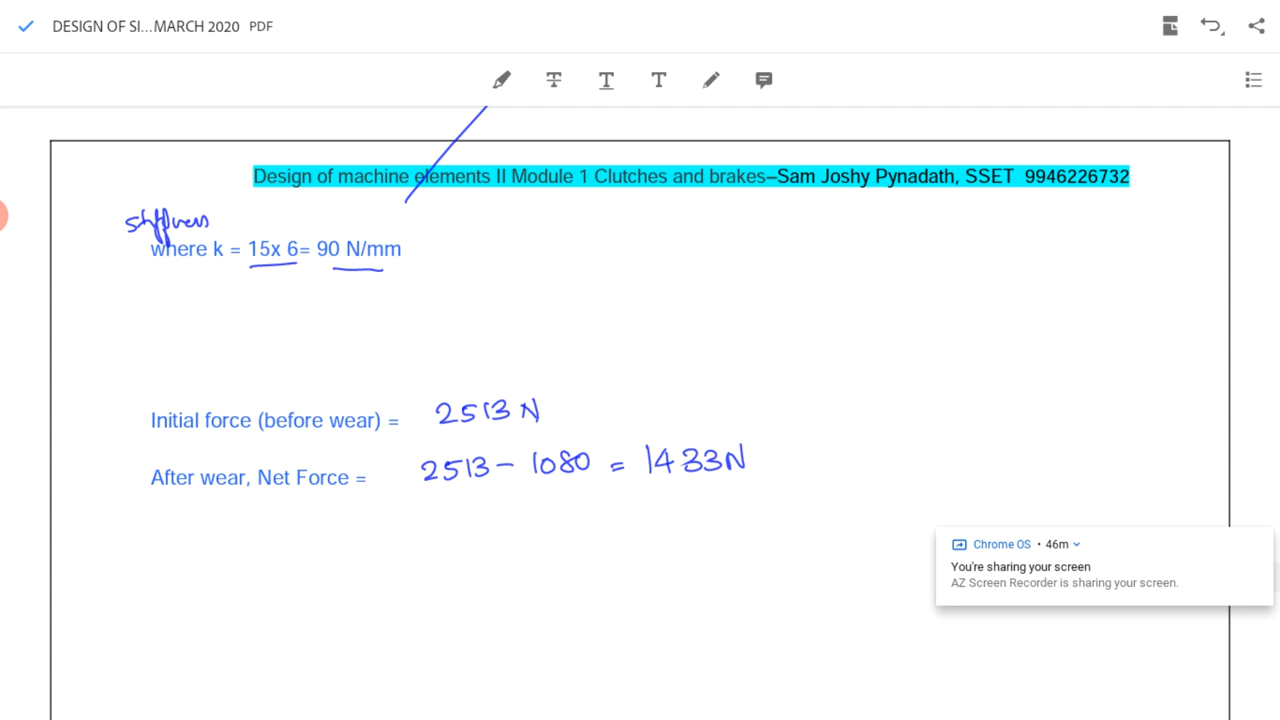 DESIGN OF SI...MARCH 2020 PDF
Design of machine elements II Module 1 Clutches and brakes–Sam Joshy Pynadath, SSET 9946226732
stiffness
where k = 15x 6= 90 N/mm
Initial force (before wear) = 2513 N
After wear, Net Force = 2513 - 1080 = 1433N
Chrome OS • 46m
You're sharing your screen
AZ Screen Recorder is sharing your screen.